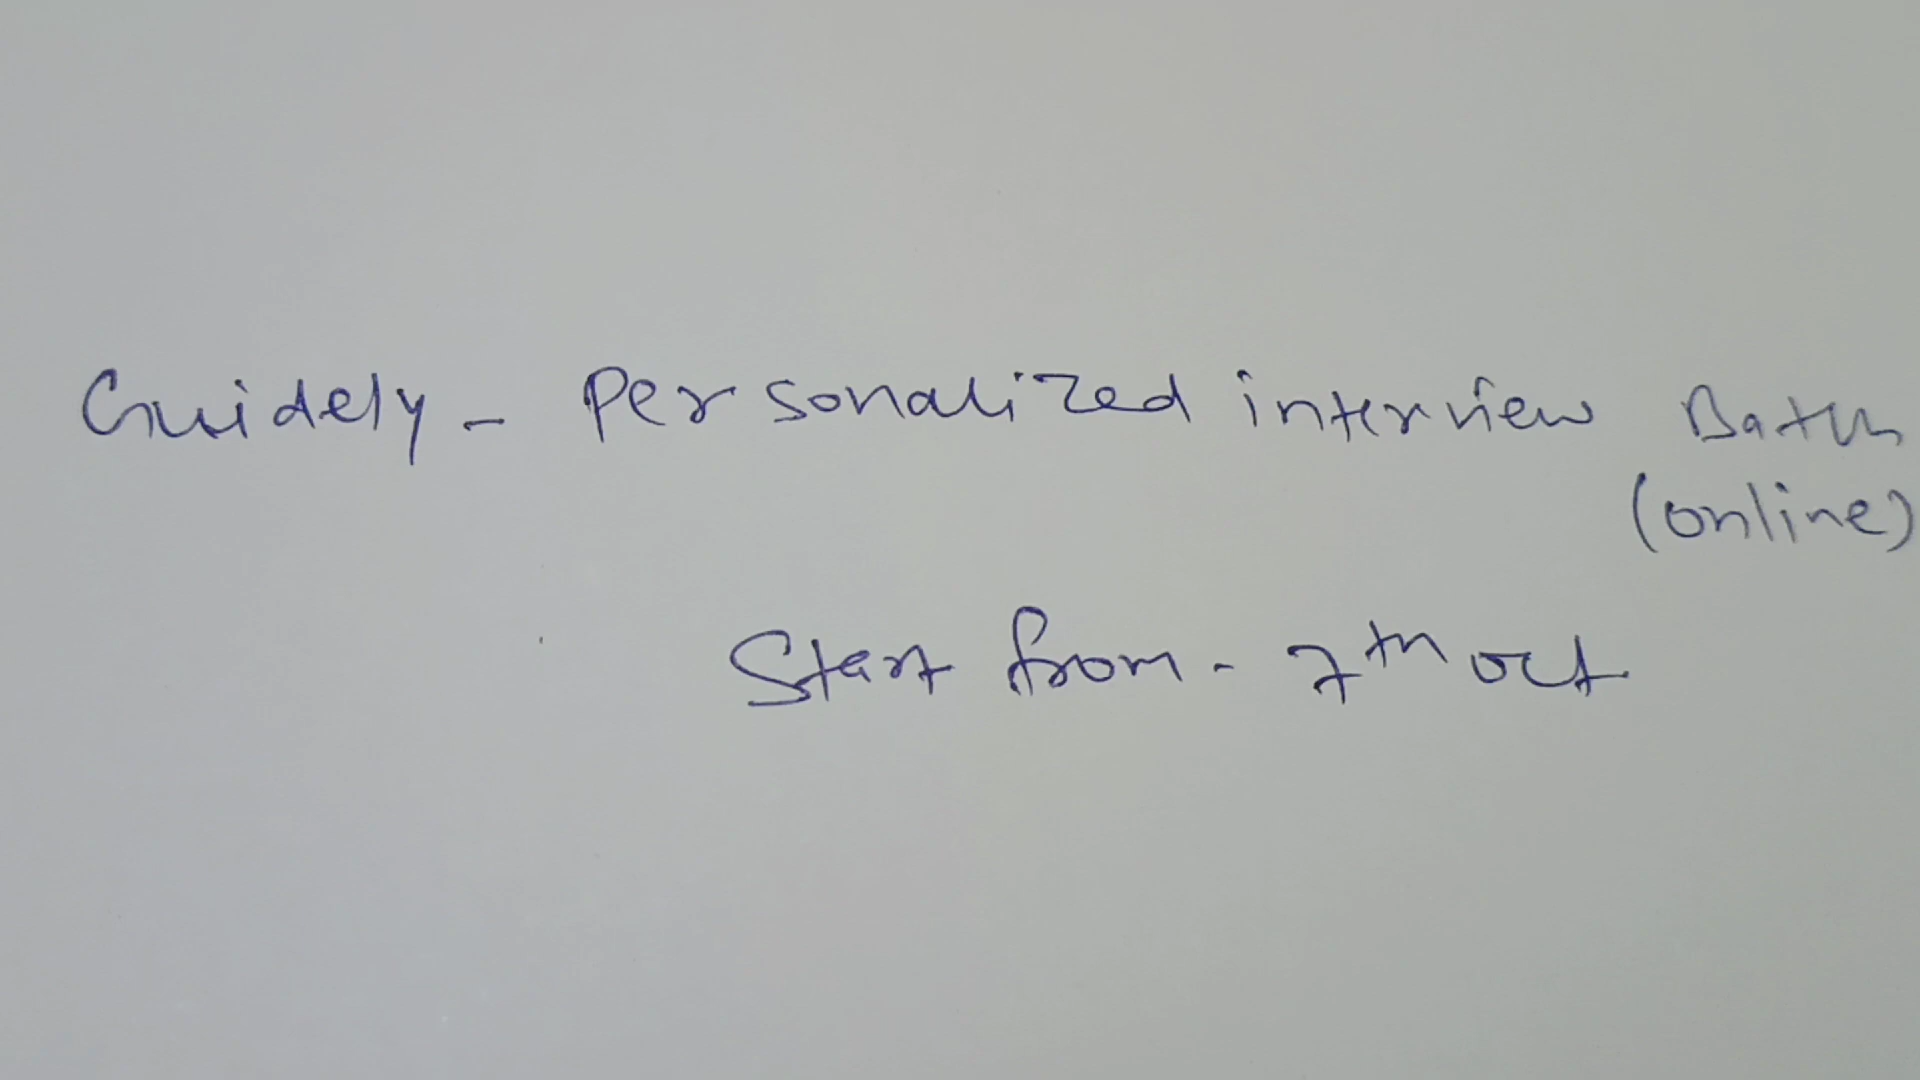 Guidely - Personalized interview Batch
(online)
Start from - 7th oct